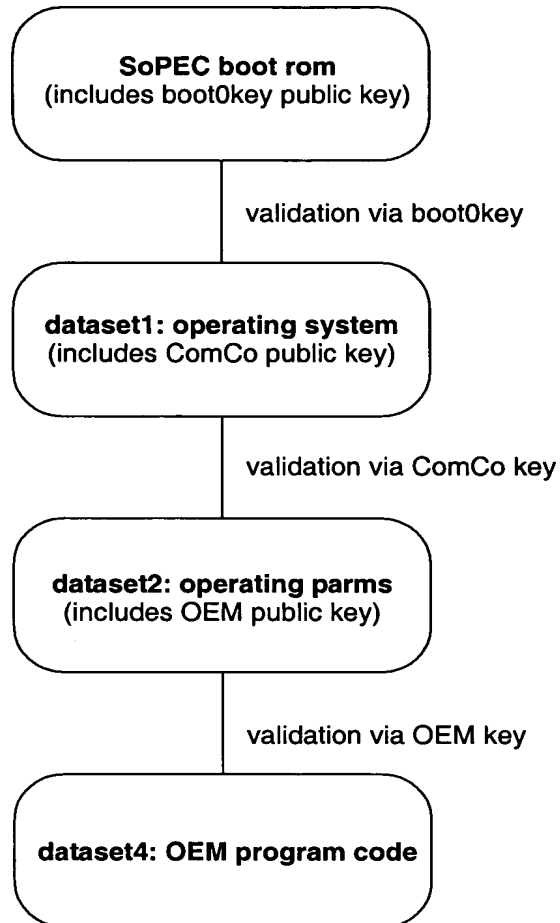 SoPEC boot rom
(includes boot0key public key)
validation via boot0key
dataset1: operating system
(includes ComCo public key)
validation via ComCo key
dataset2: operating parms
(includes OEM public key)
validation via OEM key
dataset4: OEM program code